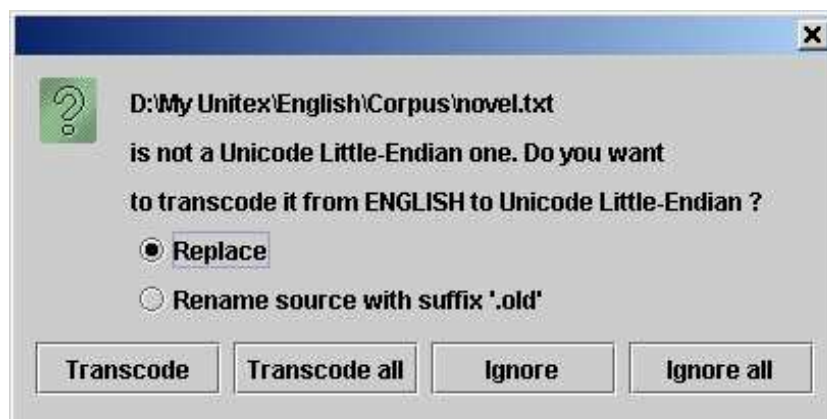 D:\My Unitex\English\Corpus\novel.txt
is not a Unicode Little-Endian one. Do you want
to transcode it from ENGLISH to Unicode Little-Endian ?
Replace
Rename source with suffix '.old'
Transcode Transcode all Ignore Ignore all